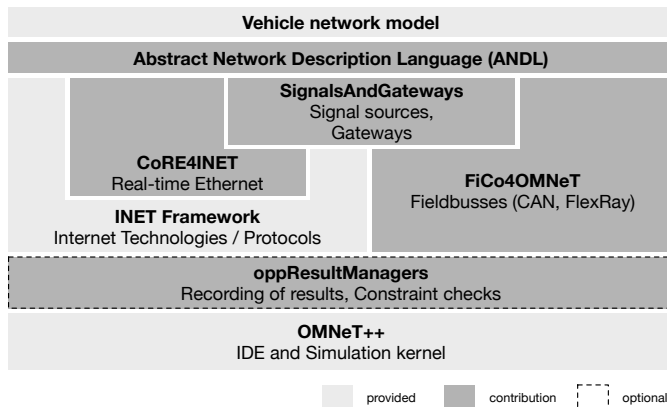 Vehicle network model
Abstract Network Description Language (ANDL)
SignalsAndGateways
Signal sources,
Gateways
CoRE4INET
Real-time Ethernet
FiCo4OMNeT
Fieldbusses (CAN, FlexRay)
INET Framework
Internet Technologies / Protocols
oppResultManagers
Recording of results, Constraint checks
OMNeT++
IDE and Simulation kernel
provided
contribution
optional